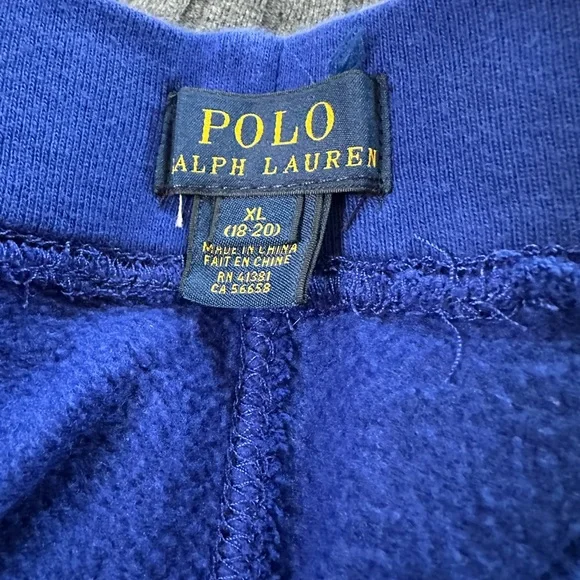 POLO
RALPH LAUREN
XL
(18-20)
MADE IN CHINA
FAIT EN CHINE
RN 41381
CA 56658